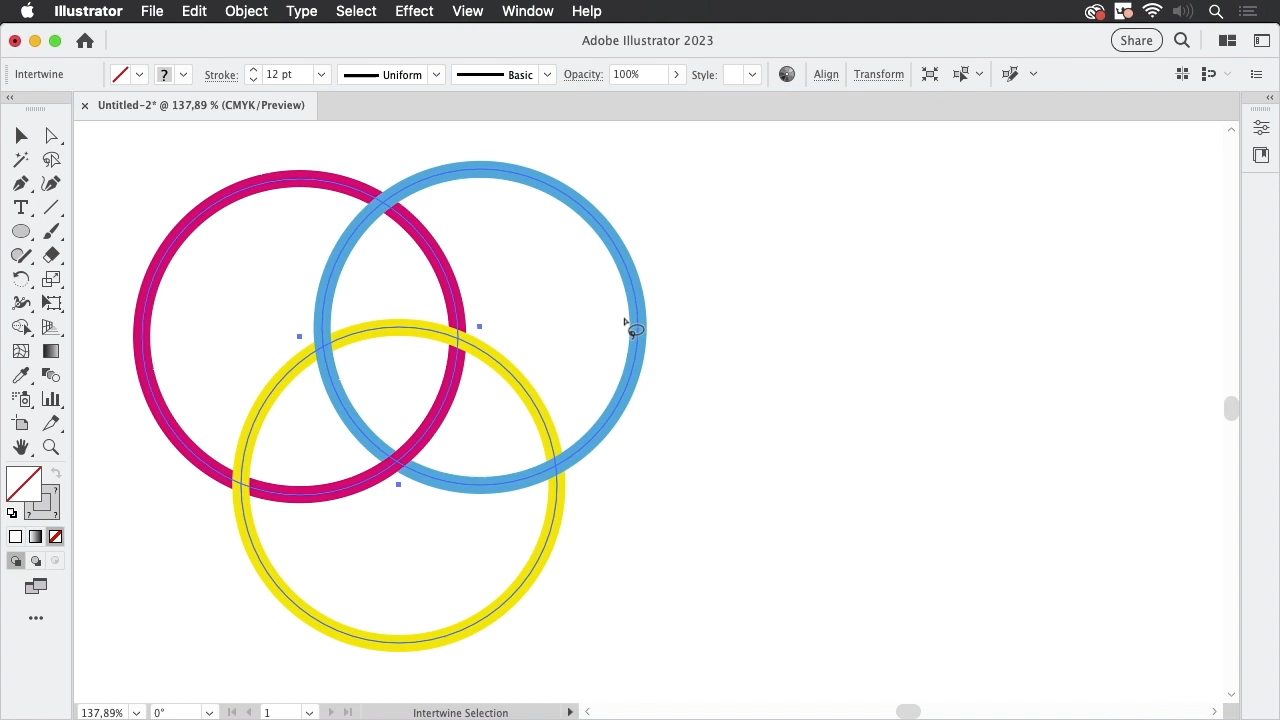 Illustrator File Edit Object Type Select Effect View Window Help
Adobe Illustrator 2023
Share
Intertwine ? Stroke: 12 pt Uniform Basic Opacity: 100% Style: Align Transform
× Untitled-2* @ 137,89 % (CMYK/Preview)
T
?
? ?
137,89% 0° 1 Intertwine Selection